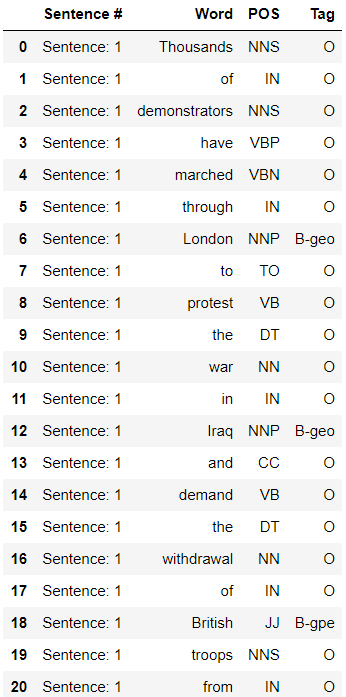 Sentence # Word POS Tag
0 Sentence: 1 Thousands NNS O
1 Sentence: 1 of IN O
2 Sentence: 1 demonstrators NNS O
3 Sentence: 1 have VBP O
4 Sentence: 1 marched VBN O
5 Sentence: 1 through IN O
6 Sentence: 1 London NNP B-geo
7 Sentence: 1 to TO O
8 Sentence: 1 protest VB O
9 Sentence: 1 the DT O
10 Sentence: 1 war NN O
11 Sentence: 1 in IN O
12 Sentence: 1 Iraq NNP B-geo
13 Sentence: 1 and CC O
14 Sentence: 1 demand VB O
15 Sentence: 1 the DT O
16 Sentence: 1 withdrawal NN O
17 Sentence: 1 of IN O
18 Sentence: 1 British JJ B-gpe
19 Sentence: 1 troops NNS O
20 Sentence: 1 from IN O